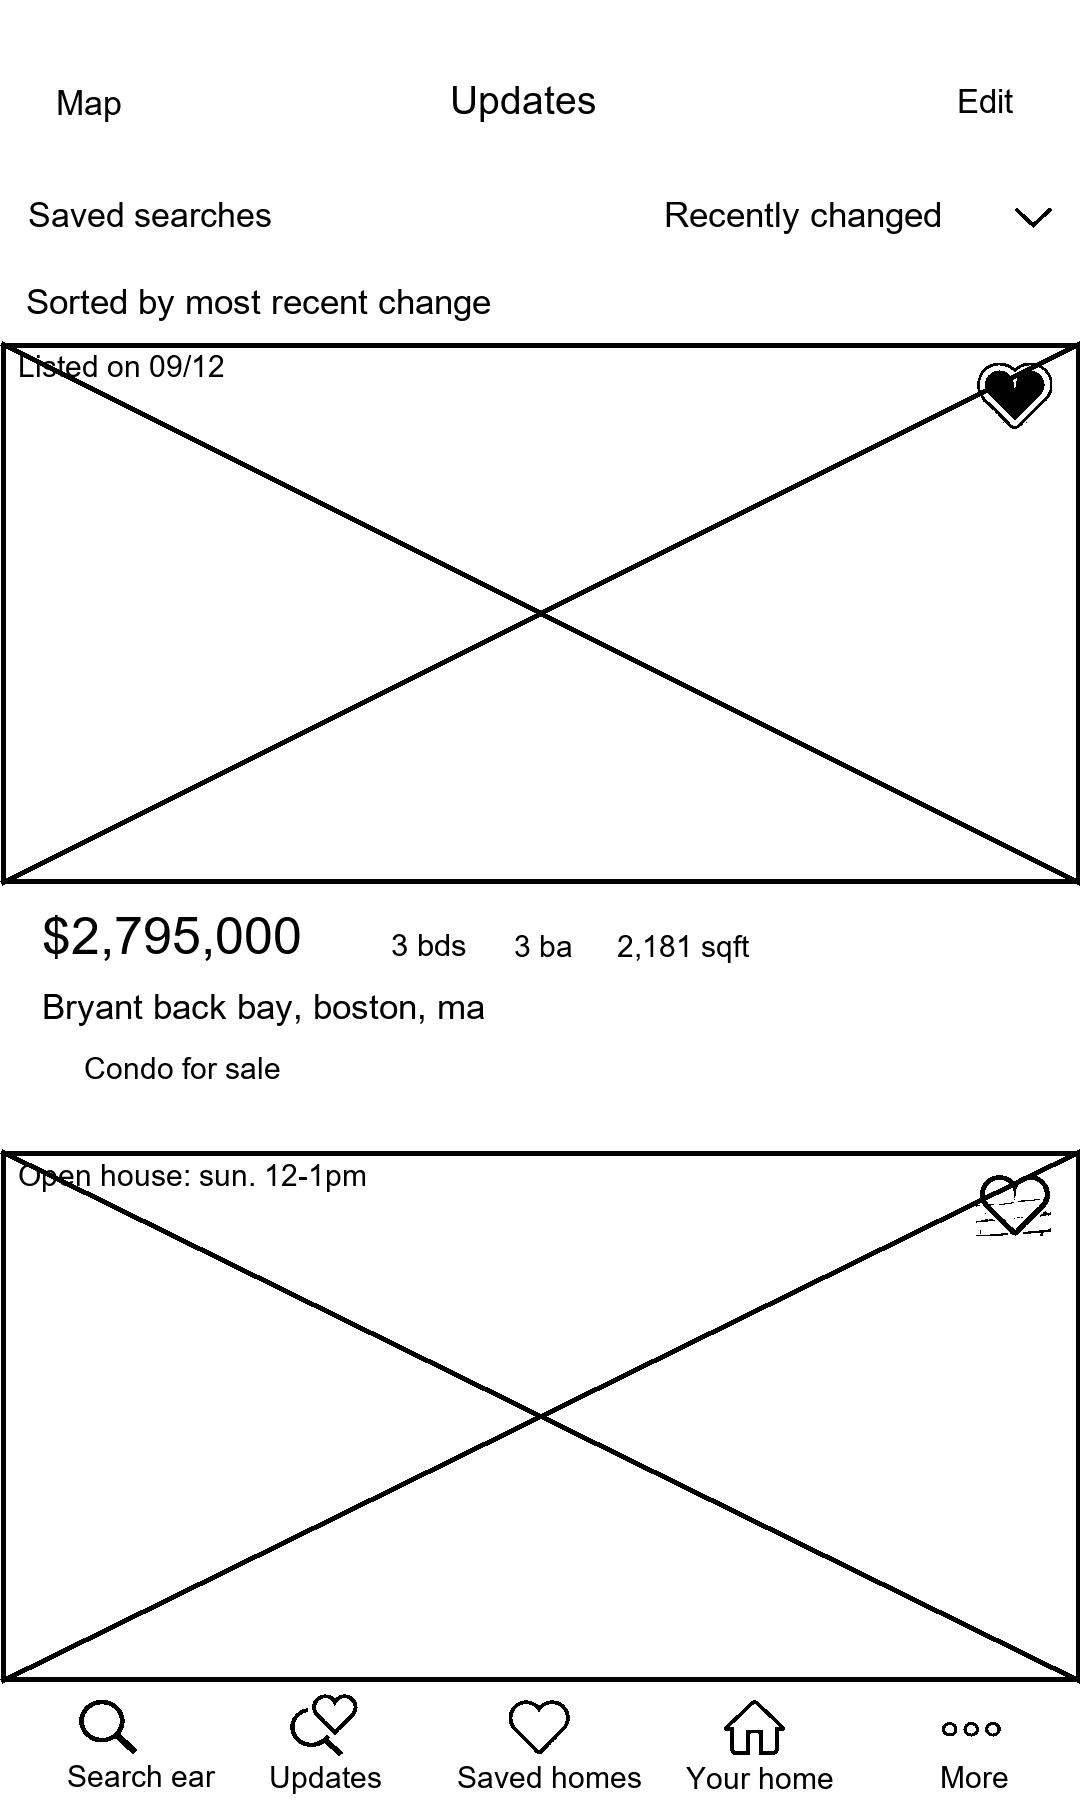 Map Updates Edit
Saved searches Recently changed
Sorted by most recent change
Listed on 09/12
$2,795,000 3 bds 3 ba 2,181 sqft
Bryant back bay, boston, ma
Condo for sale
Open house: sun. 12-1pm
Search ear Updates Saved homes Your home More